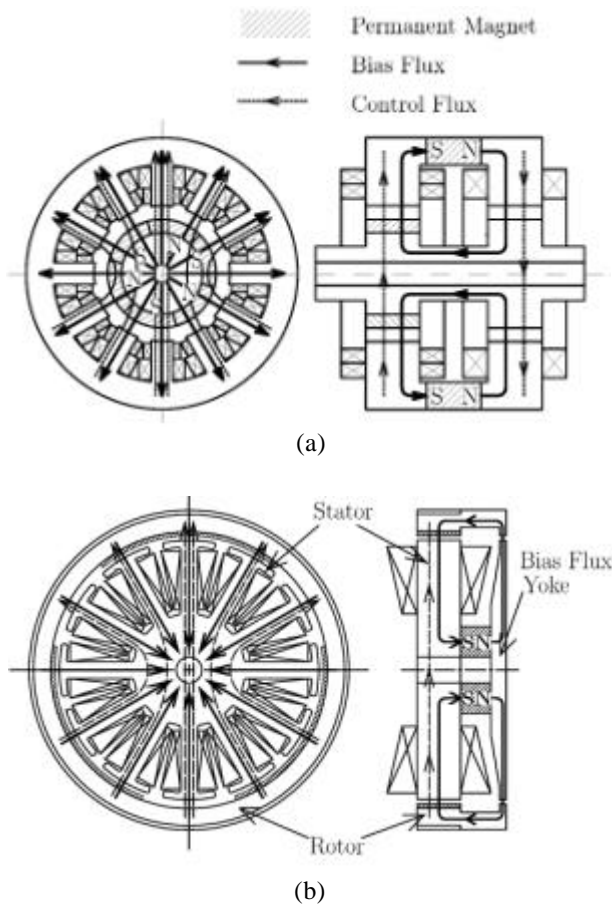 Permanent Magnet
Bias Flux
Control Flux
S N
S N
(a)
Stator
Bias Flux
Yoke
SN
SN
Rotor
(b)